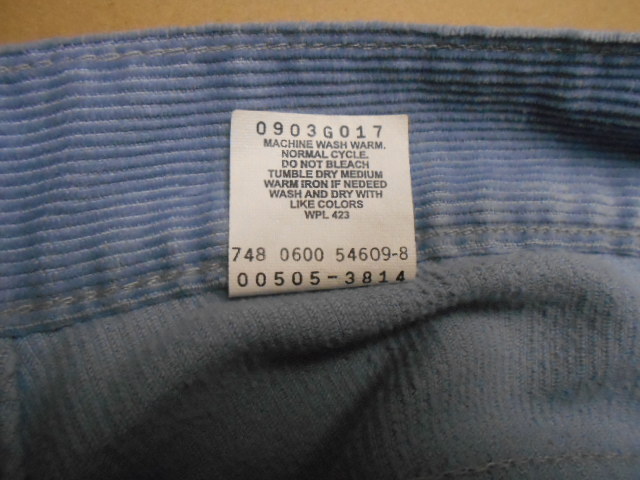 0903G017
MACHINE WASH WARM.
NORMAL CYCLE.
DO NOT BLEACH
TUMBLE DRY MEDIUM
WARM IRON IF NEDEED
WASH AND DRY WITH
LIKE COLORS
WPL 423
748 0600 54609-8
00505-3814